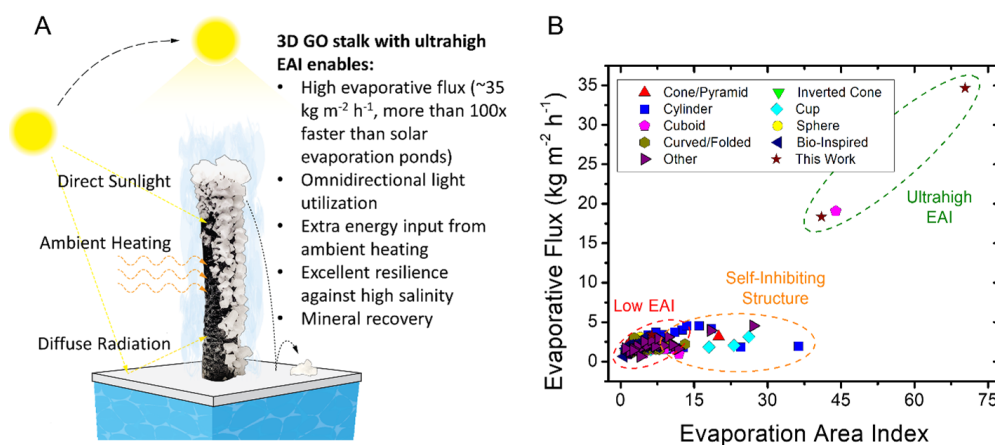 A
3D GO stalk with ultrahigh
EAI enables:
• High evaporative flux (~35
kg m⁻² h⁻¹, more than 100x
faster than solar
evaporation ponds)
• Omnidirectional light
utilization
• Extra energy input from
ambient heating
• Excellent resilience
against high salinity
• Mineral recovery
Direct Sunlight
Ambient Heating
Diffuse Radiation
B
Evaporative Flux (kg m⁻² h⁻¹)
35
30
25
20
15
10
5
0
Cone/Pyramid
Cylinder
Cuboid
Curved/Folded
Other
Inverted Cone
Cup
Sphere
Bio-Inspired
This Work
Ultrahigh
EAI
Self-Inhibiting
Structure
Low EAI
0 15 30 45 60 75
Evaporation Area Index